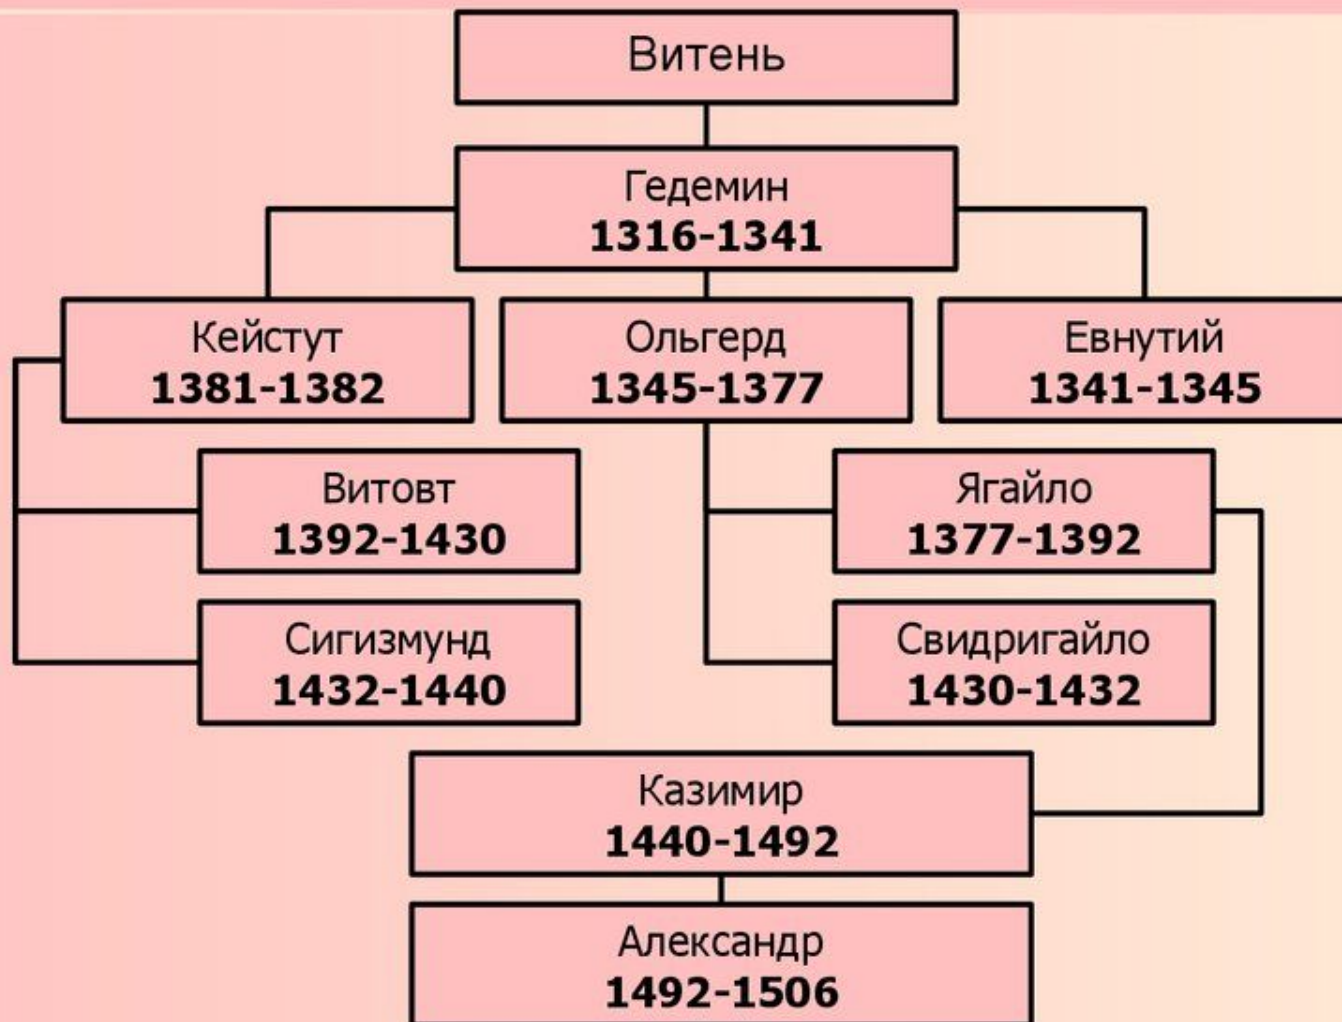 Витень
Гедемин
1316-1341
Кейстут
1381-1382
Ольгерд
1345-1377
Евнутий
1341-1345
Витовт
1392-1430
Ягайло
1377-1392
Сигизмунд
1432-1440
Свидригайло
1430-1432
Казимир
1440-1492
Александр
1492-1506